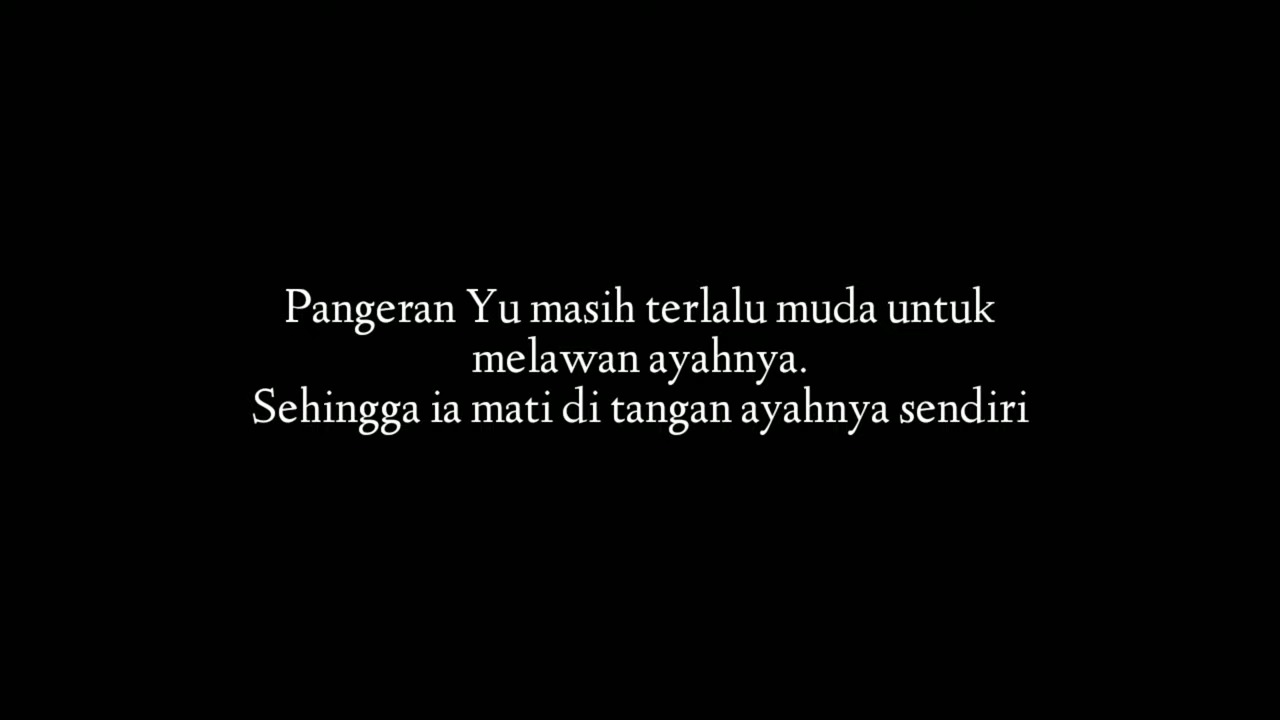 Pangeran Yu masih terlalu muda untuk
melawan ayahnya.
Sehingga ia mati di tangan ayahnya sendiri